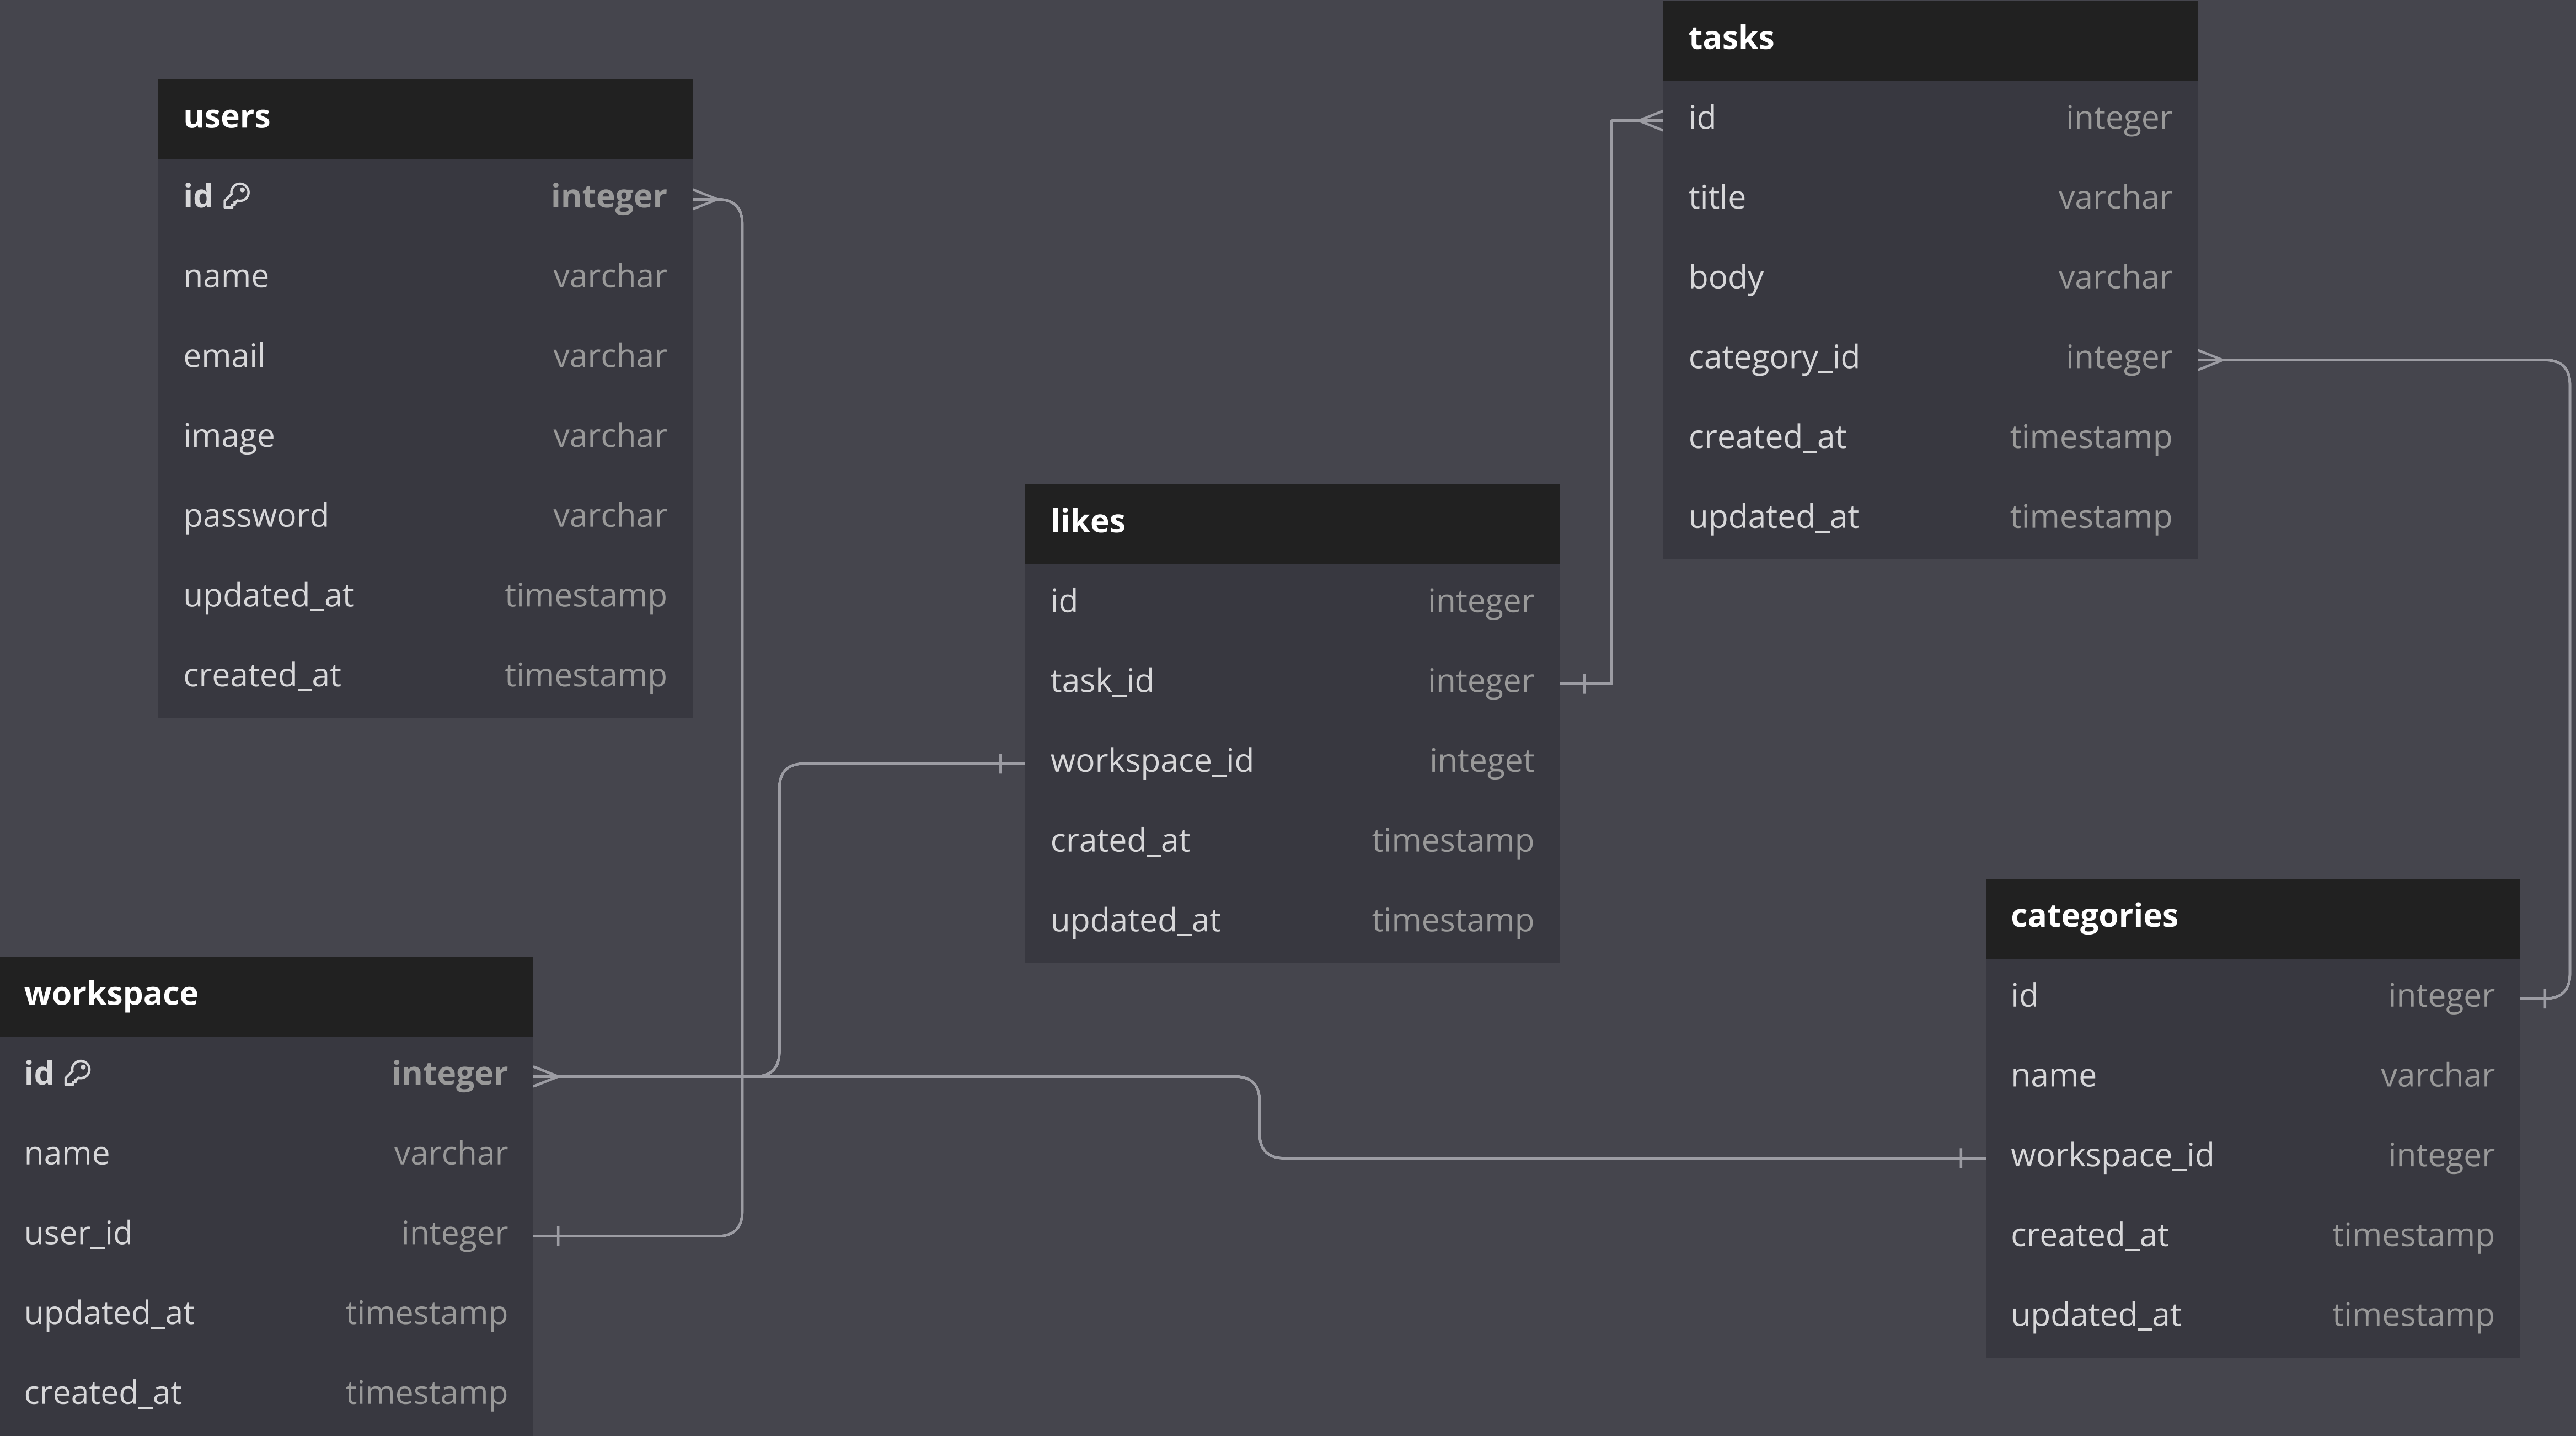 users
id integer
name varchar
email varchar
image varchar
password varchar
updated_at timestamp
created_at timestamp
workspace
id integer
name varchar
user_id integer
updated_at timestamp
created_at timestamp
likes
id integer
task_id integer
workspace_id integet
crated_at timestamp
updated_at timestamp
tasks
id integer
title varchar
body varchar
category_id integer
created_at timestamp
updated_at timestamp
categories
id integer
name varchar
workspace_id integer
created_at timestamp
updated_at timestamp